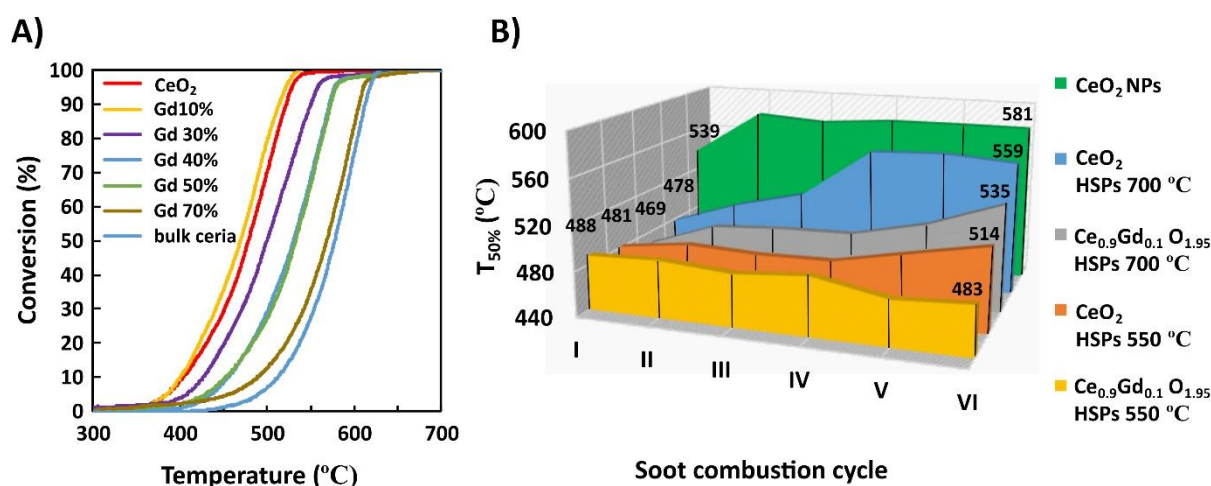 A)
100
90
80
70
60
50
40
30
20
10
0
Conversion (%)
CeO₂
Gd10%
Gd 30%
Gd 40%
Gd 50%
Gd 70%
bulk ceria
300
400
500
600
700
Temperature (ºC)
B)
600
560
520
480
440
T50% (ºC)
539
478
469
481
488
581
559
535
514
483
I
II
III
IV
V
VI
Soot combustion cycle
CeO₂ NPs
CeO₂
HSPs 700 ºC
Ce₀.₉Gd₀.₁ O₁.₉₅
HSPs 700 ºC
CeO₂
HSPs 550 ºC
Ce₀.₉Gd₀.₁ O₁.₉₅
HSPs 550 ºC